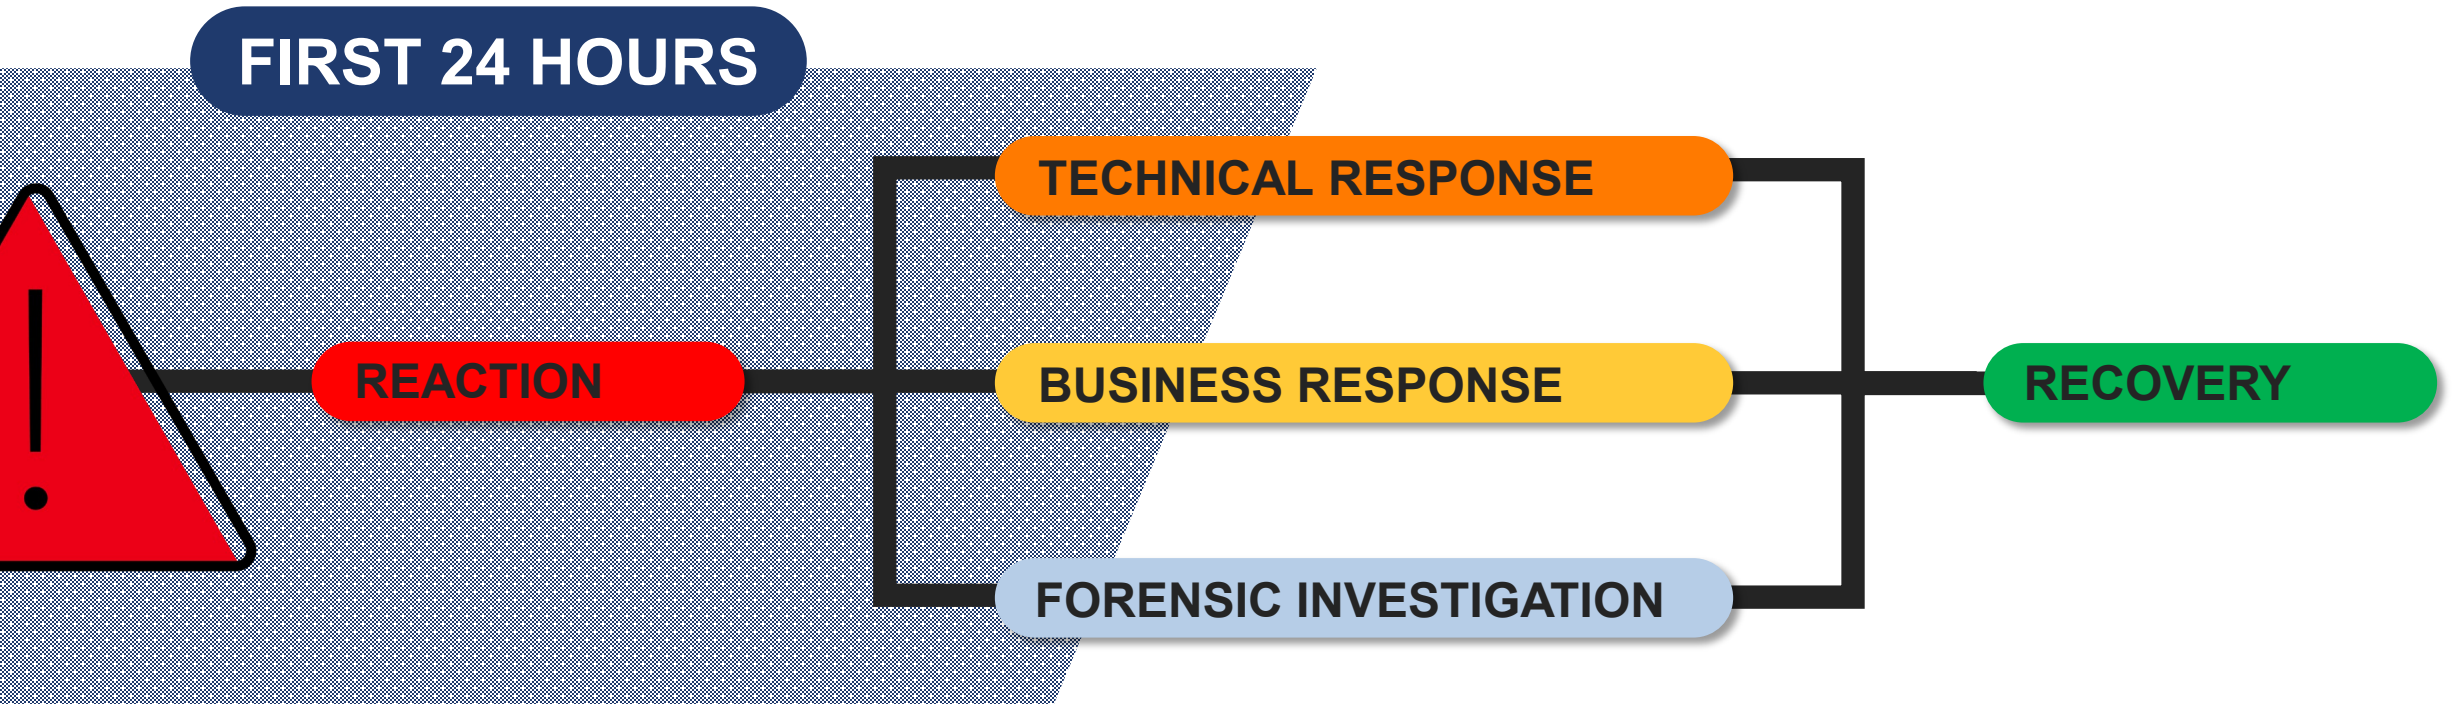 FIRST 24 HOURS
TECHNICAL RESPONSE
REACTION
BUSINESS RESPONSE
RECOVERY
FORENSIC INVESTIGATION